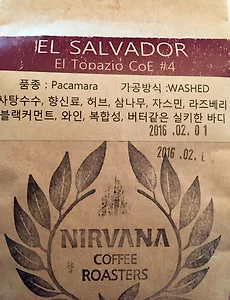 EL SALVADOR
El Topazio CoE #4
품종 : Pacamara 가공방식 :WASHED
사탕수수, 향신료, 허브, 삼나무, 자스민, 라즈베리
블랙커먼트, 와인, 복합성, 버터같은 실키한 바디
2016 .02. 01
2016 .02.
NIRVANA
COFFEE
ROASTERS